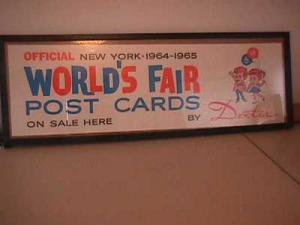 OFFICIAL NEW YORK·1964-1965
WORLD'S FAIR
POST CARDS
ON SALE HERE BY Dexter